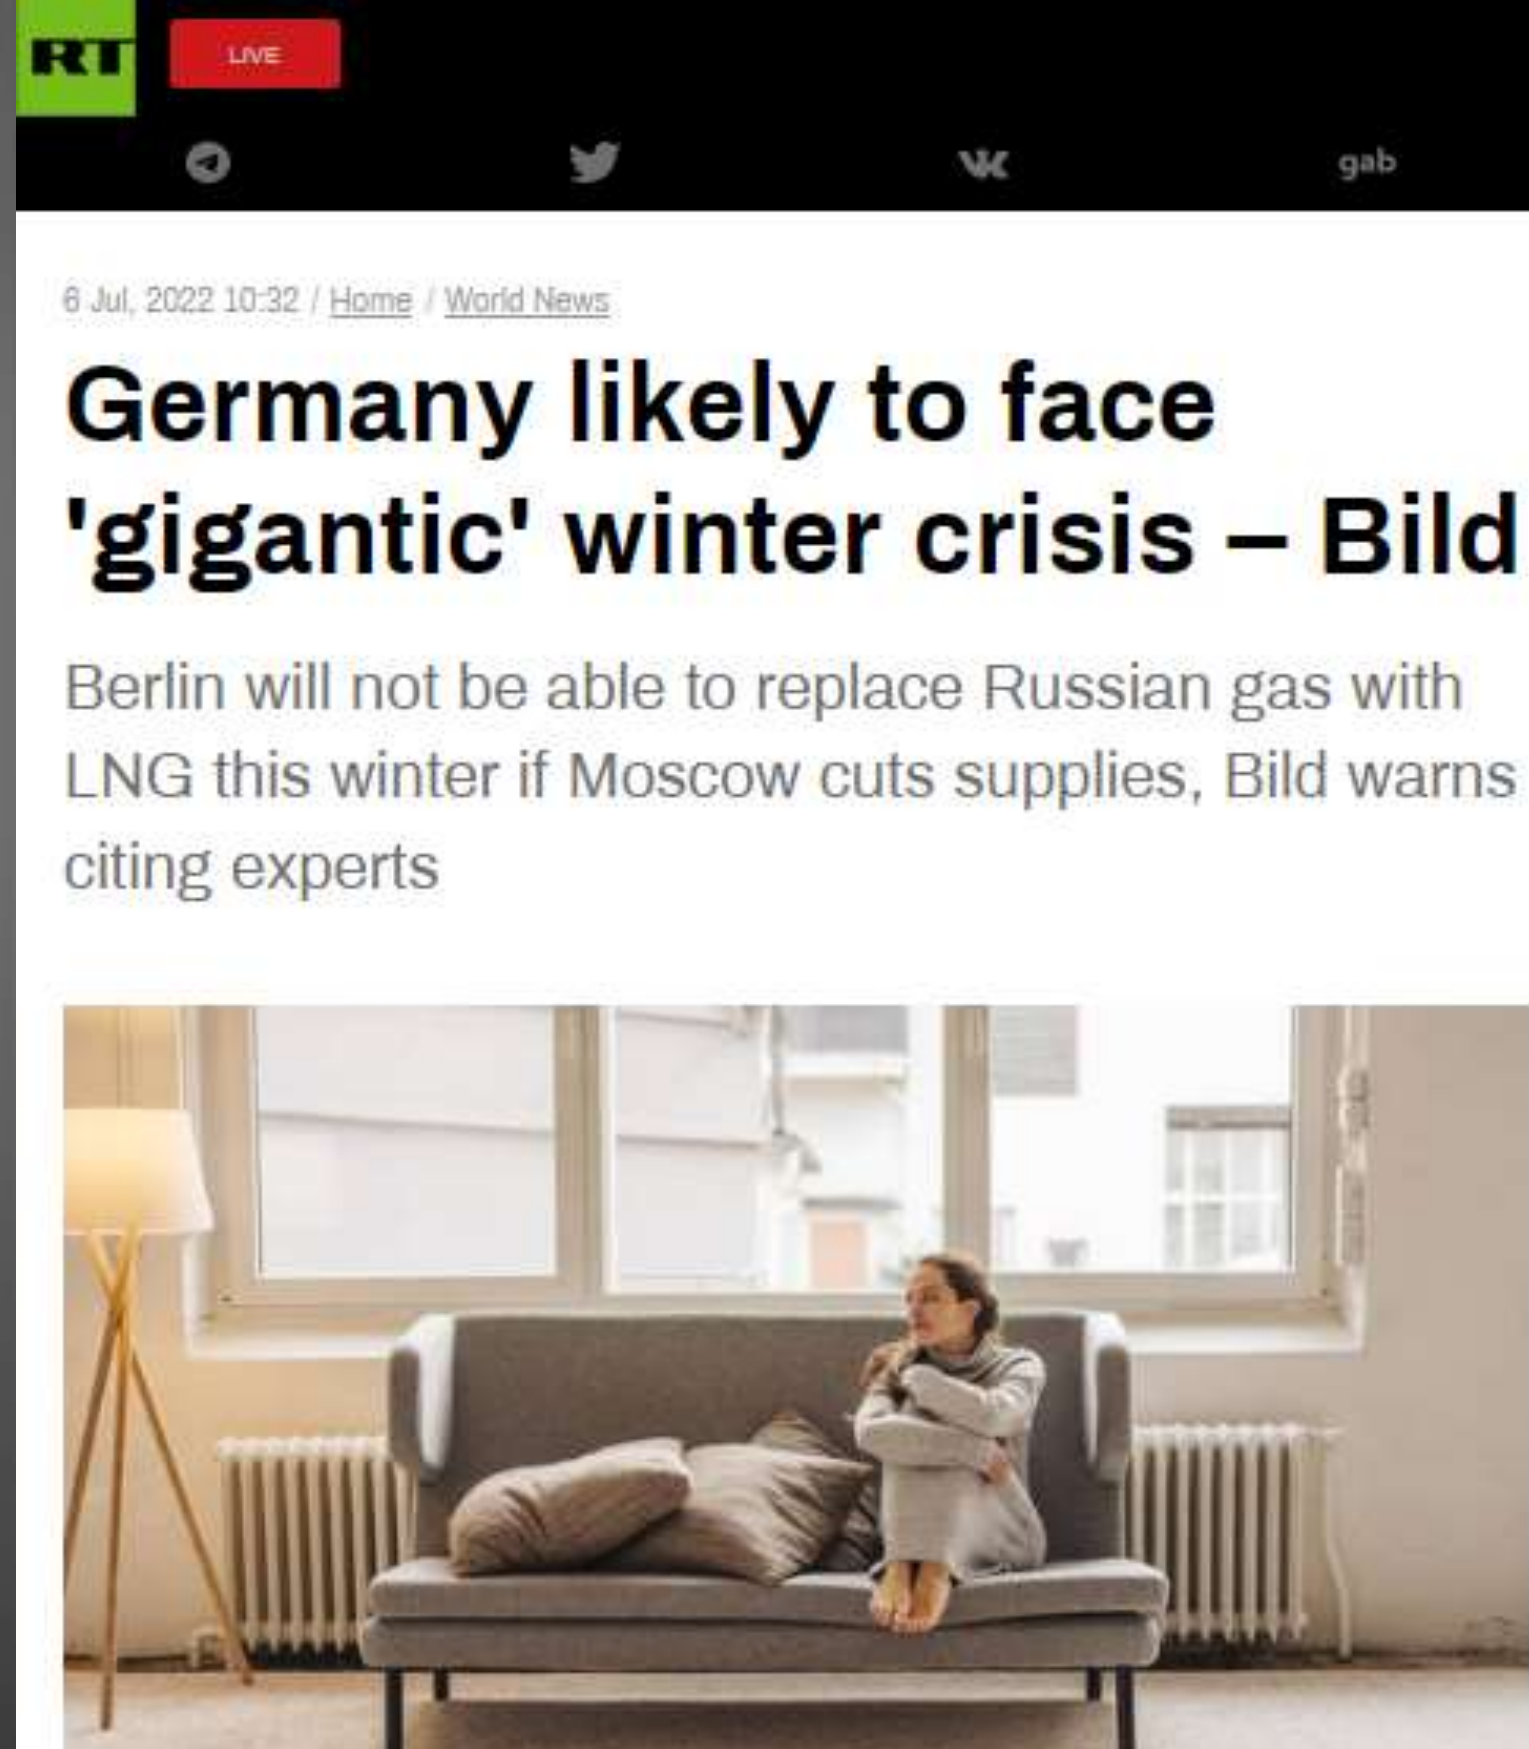 RT
LIVE
gab
6 Jul, 2022 10:32 / Home / World News
Germany likely to face
'gigantic' winter crisis – Bild
Berlin will not be able to replace Russian gas with
LNG this winter if Moscow cuts supplies, Bild warns
citing experts